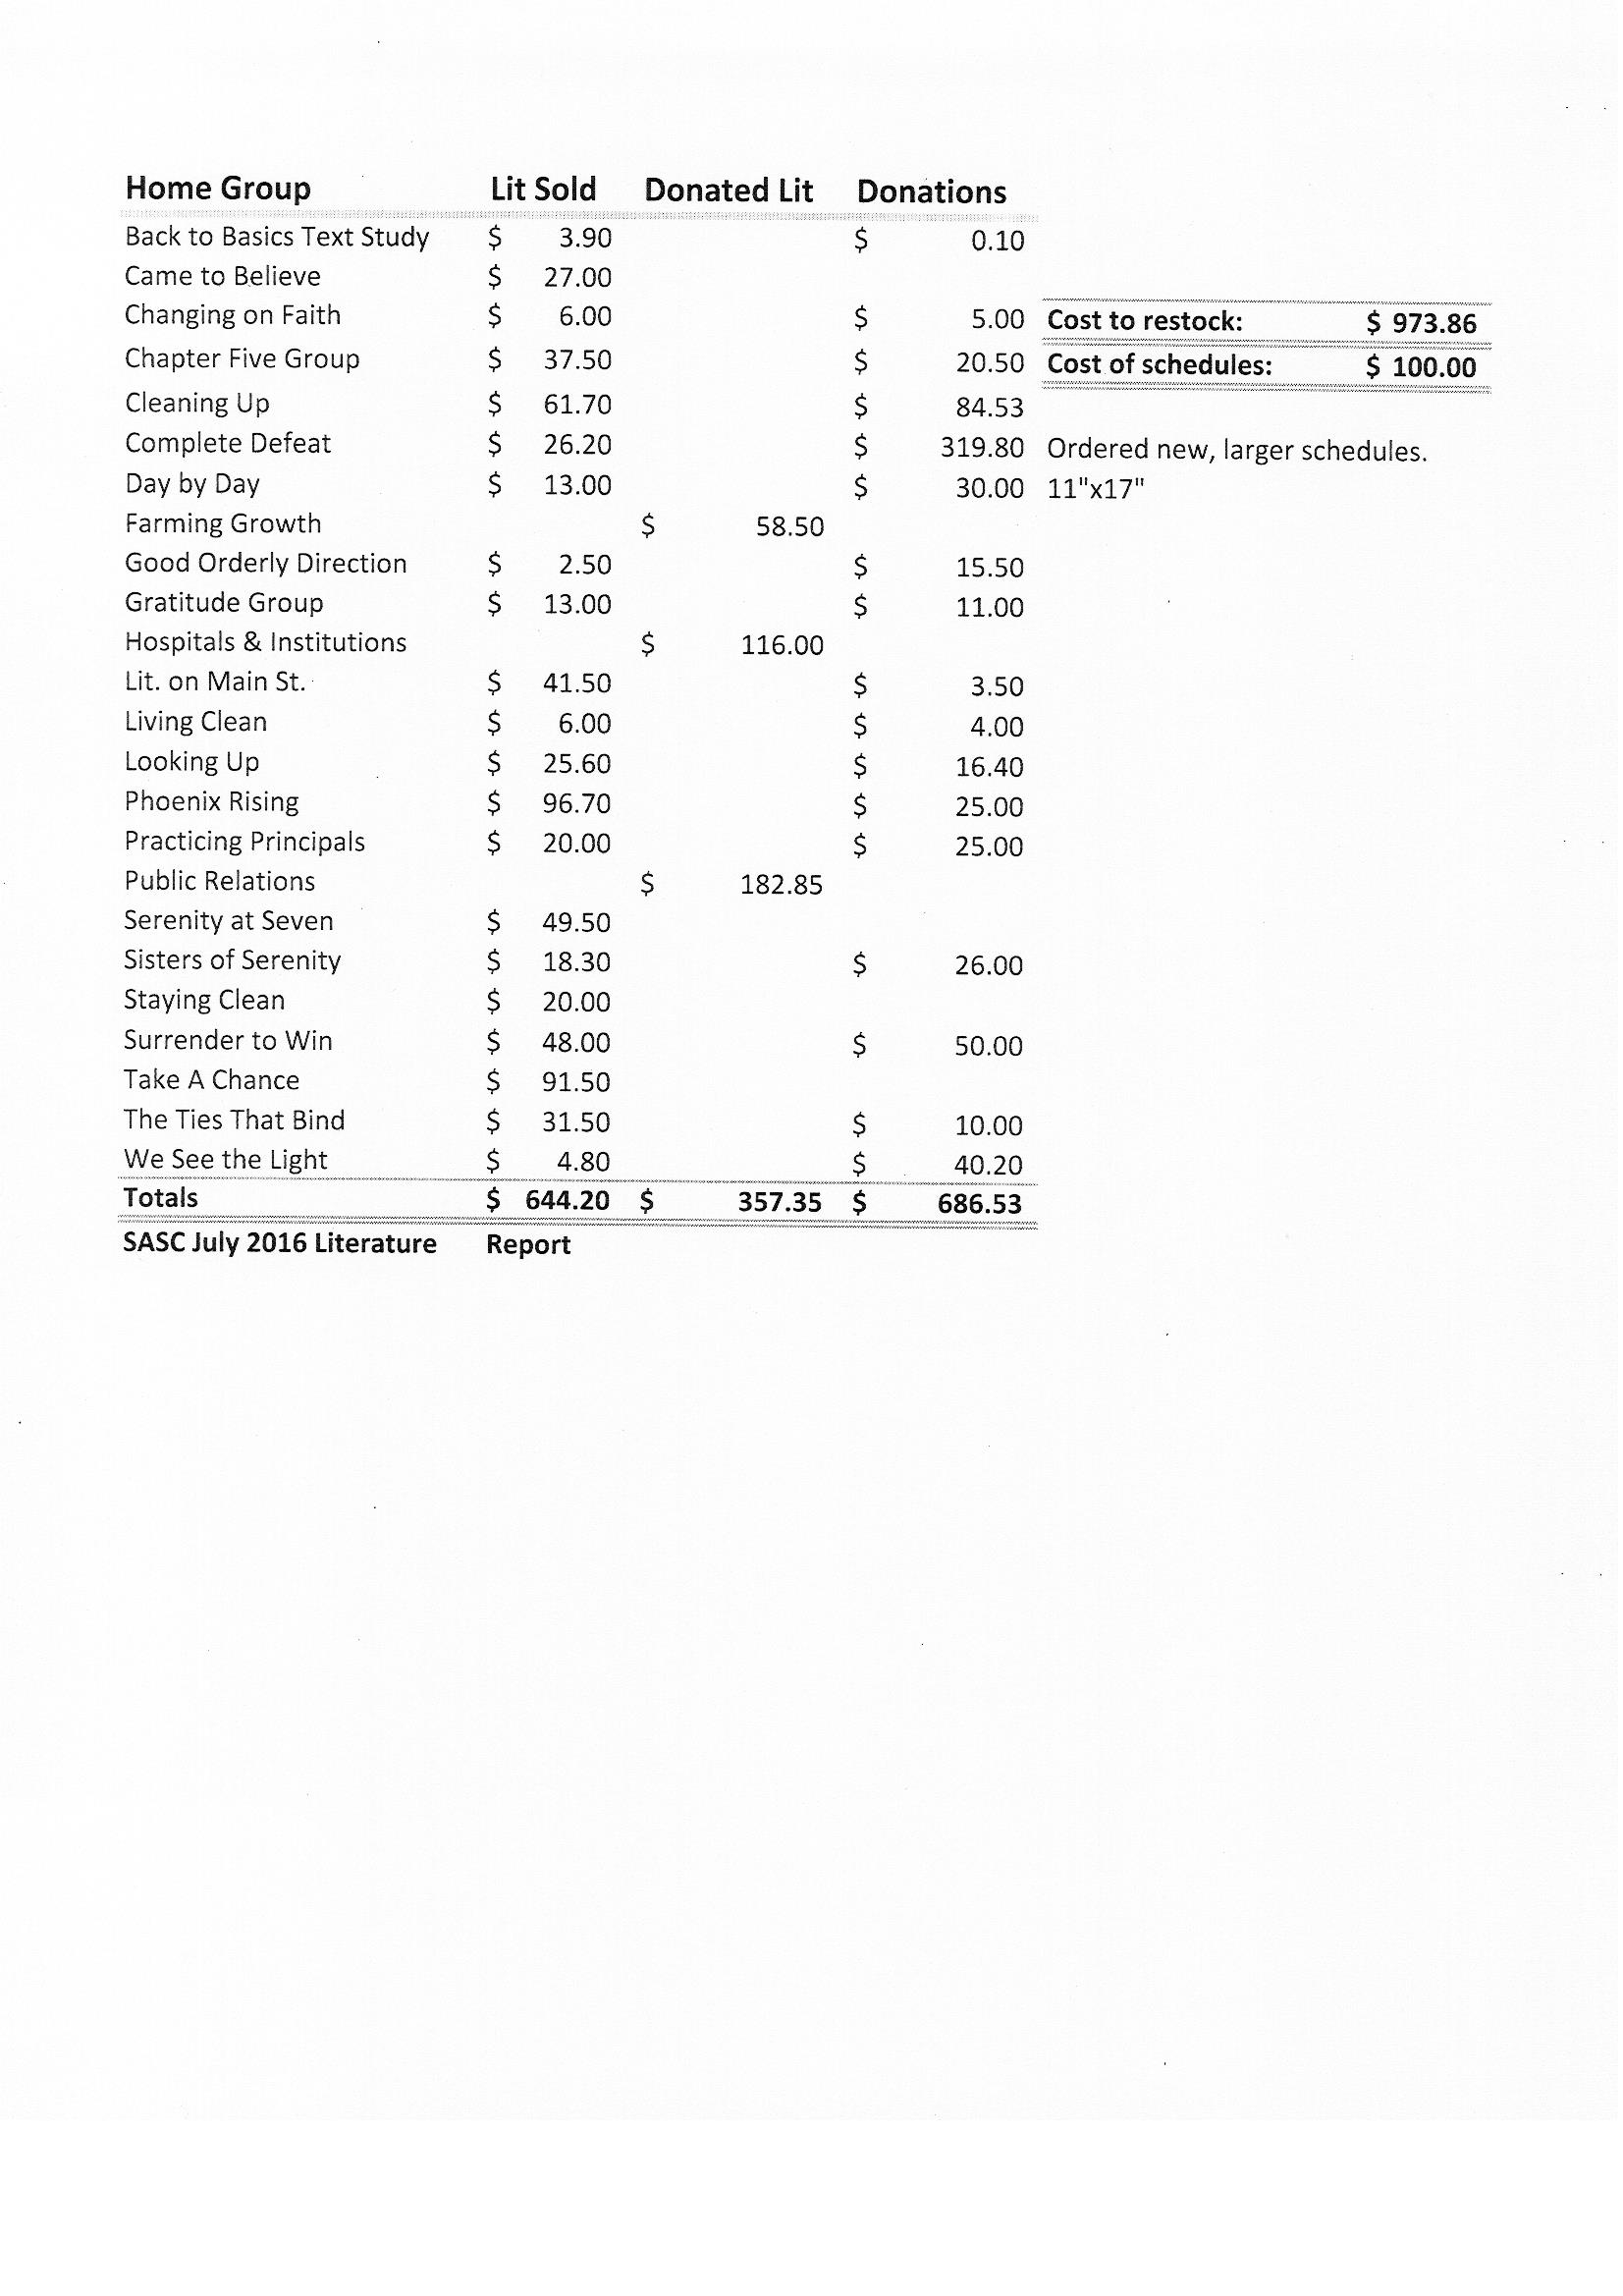 Home Group Lit Sold Donated Lit Donations
Back to Basics Text Study $ 3.90 $ 0.10
Came to Believe $ 27.00
Changing on Faith $ 6.00 $ 5.00 Cost to restock: $ 973.86
Chapter Five Group $ 37.50 $ 20.50 Cost of schedules: $ 100.00
Cleaning Up $ 61.70 $ 84.53
Complete Defeat $ 26.20 $ 319.80 Ordered new, larger schedules.
Day by Day $ 13.00 $ 30.00 11"x17"
Farming Growth $ 58.50
Good Orderly Direction $ 2.50 $ 15.50
Gratitude Group $ 13.00 $ 11.00
Hospitals & Institutions $ 116.00
Lit. on Main St. $ 41.50 $ 3.50
Living Clean $ 6.00 $ 4.00
Looking Up $ 25.60 $ 16.40
Phoenix Rising $ 96.70 $ 25.00
Practicing Principals $ 20.00 $ 25.00
Public Relations $ 182.85
Serenity at Seven $ 49.50
Sisters of Serenity $ 18.30 $ 26.00
Staying Clean $ 20.00
Surrender to Win $ 48.00 $ 50.00
Take A Chance $ 91.50
The Ties That Bind $ 31.50 $ 10.00
We See the Light $ 4.80 $ 40.20
Totals $ 644.20 $ 357.35 $ 686.53
SASC July 2016 Literature Report